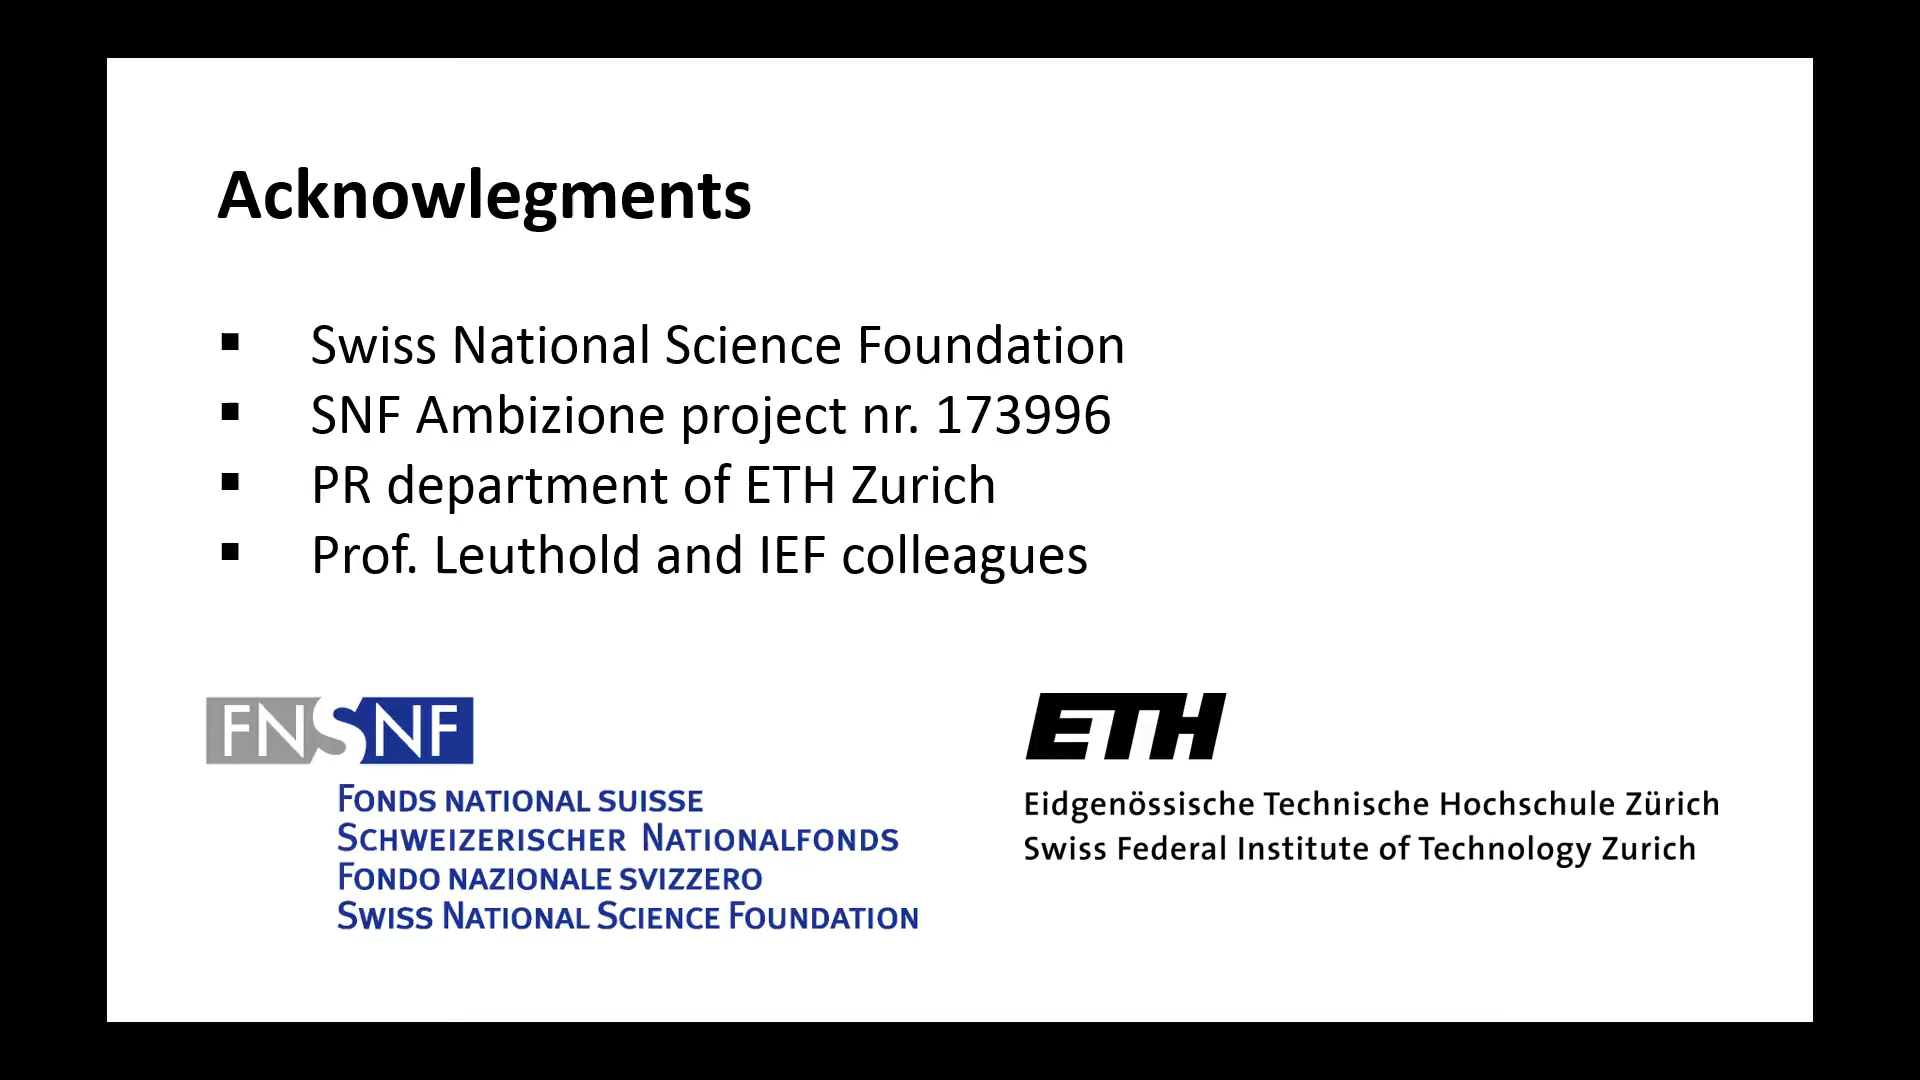 Acknowlegments
▪ Swiss National Science Foundation
▪ SNF Ambizione project nr. 173996
▪ PR department of ETH Zurich
▪ Prof. Leuthold and IEF colleagues
FNSNF
FONDS NATIONAL SUISSE
SCHWEIZERISCHER NATIONALFONDS
FONDO NAZIONALE SVIZZERO
SWISS NATIONAL SCIENCE FOUNDATION
ETH
Eidgenössische Technische Hochschule Zürich
Swiss Federal Institute of Technology Zurich